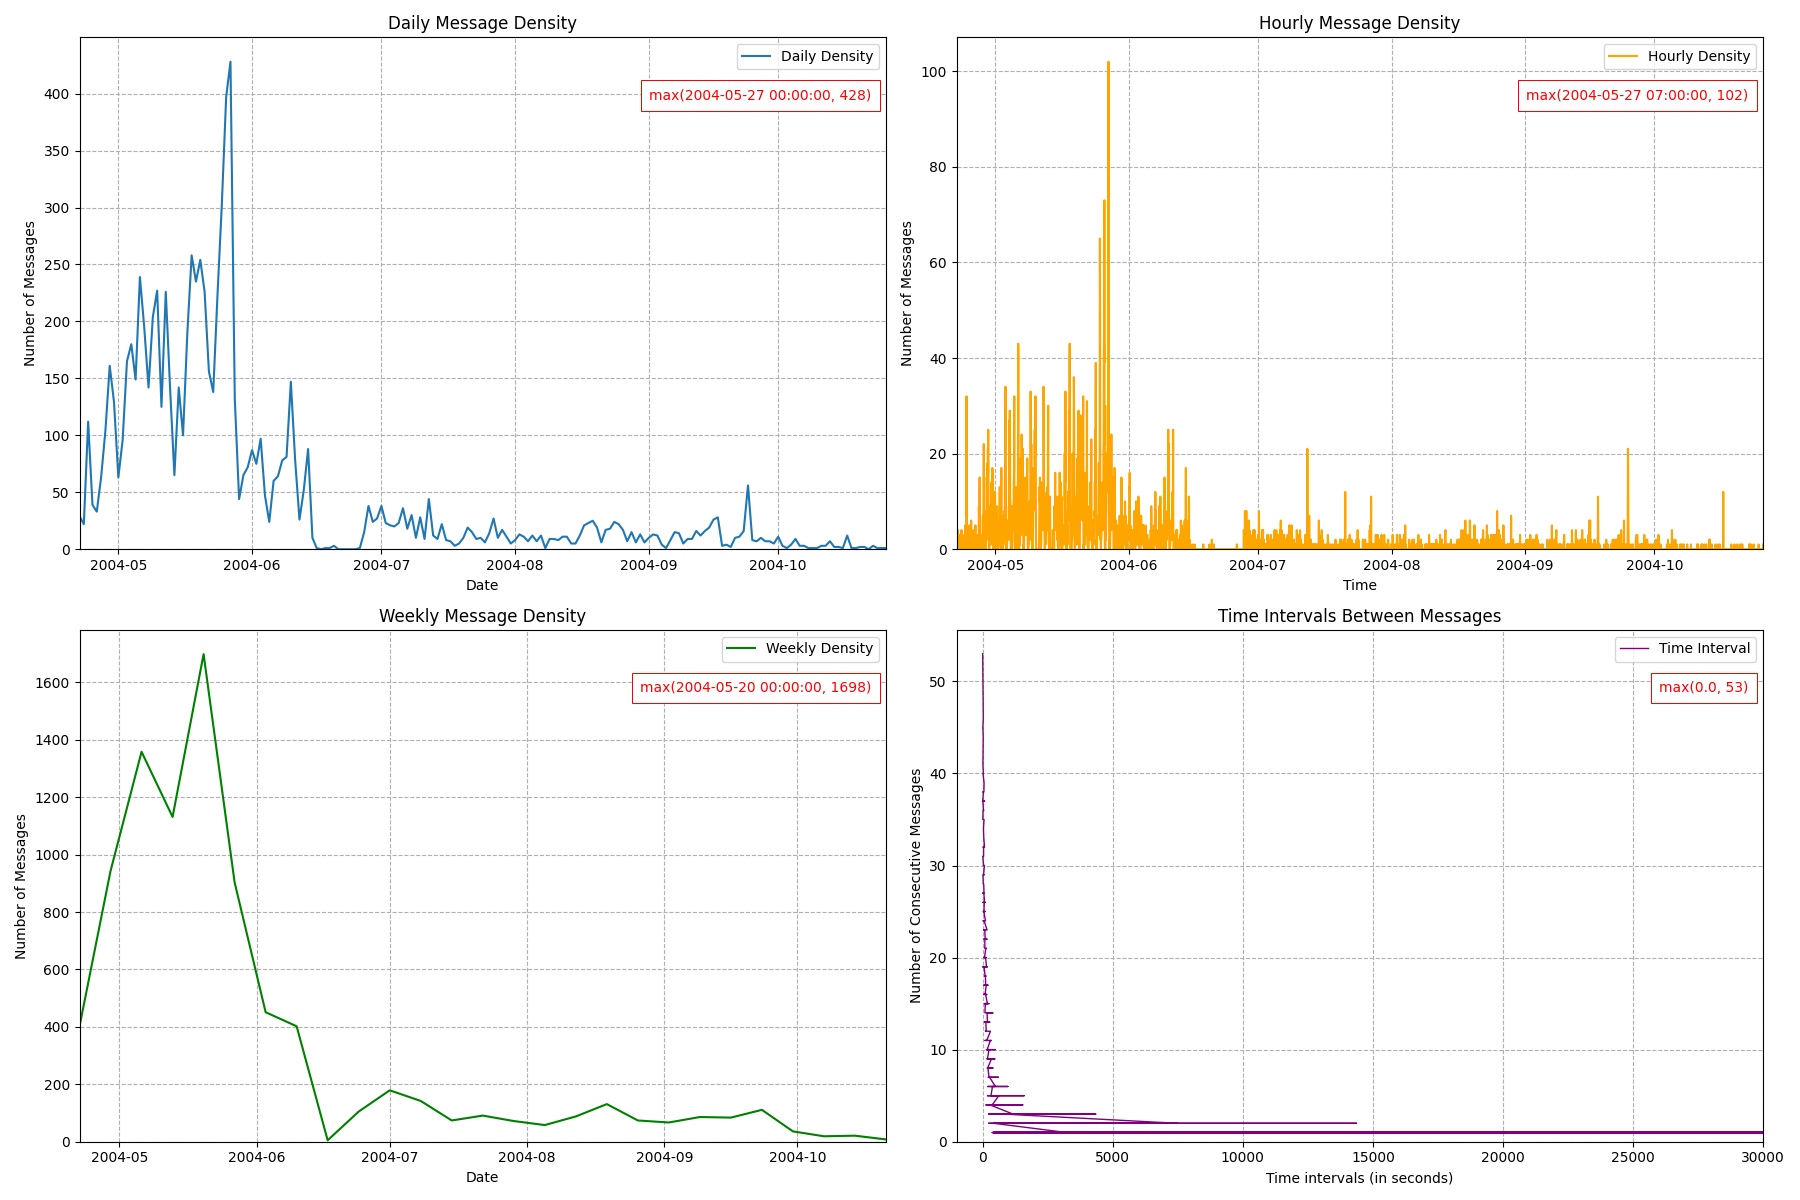 Daily Message Density
Number of Messages
400
350
300
250
200
150
100
50
0
Daily Density
max(2004-05-27 00:00:00, 428)
2004-05 2004-06 2004-07 2004-08 2004-09 2004-10
Date
Hourly Message Density
Number of Messages
100
80
60
40
20
0
Hourly Density
max(2004-05-27 07:00:00, 102)
2004-05 2004-06 2004-07 2004-08 2004-09 2004-10
Time
Weekly Message Density
Number of Messages
1600
1400
1200
1000
800
600
400
200
0
Weekly Density
max(2004-05-20 00:00:00, 1698)
2004-05 2004-06 2004-07 2004-08 2004-09 2004-10
Date
Time Intervals Between Messages
Number of Consecutive Messages
50
40
30
20
10
0
Time Interval
max(0.0, 53)
0 5000 10000 15000 20000 25000 30000
Time intervals (in seconds)